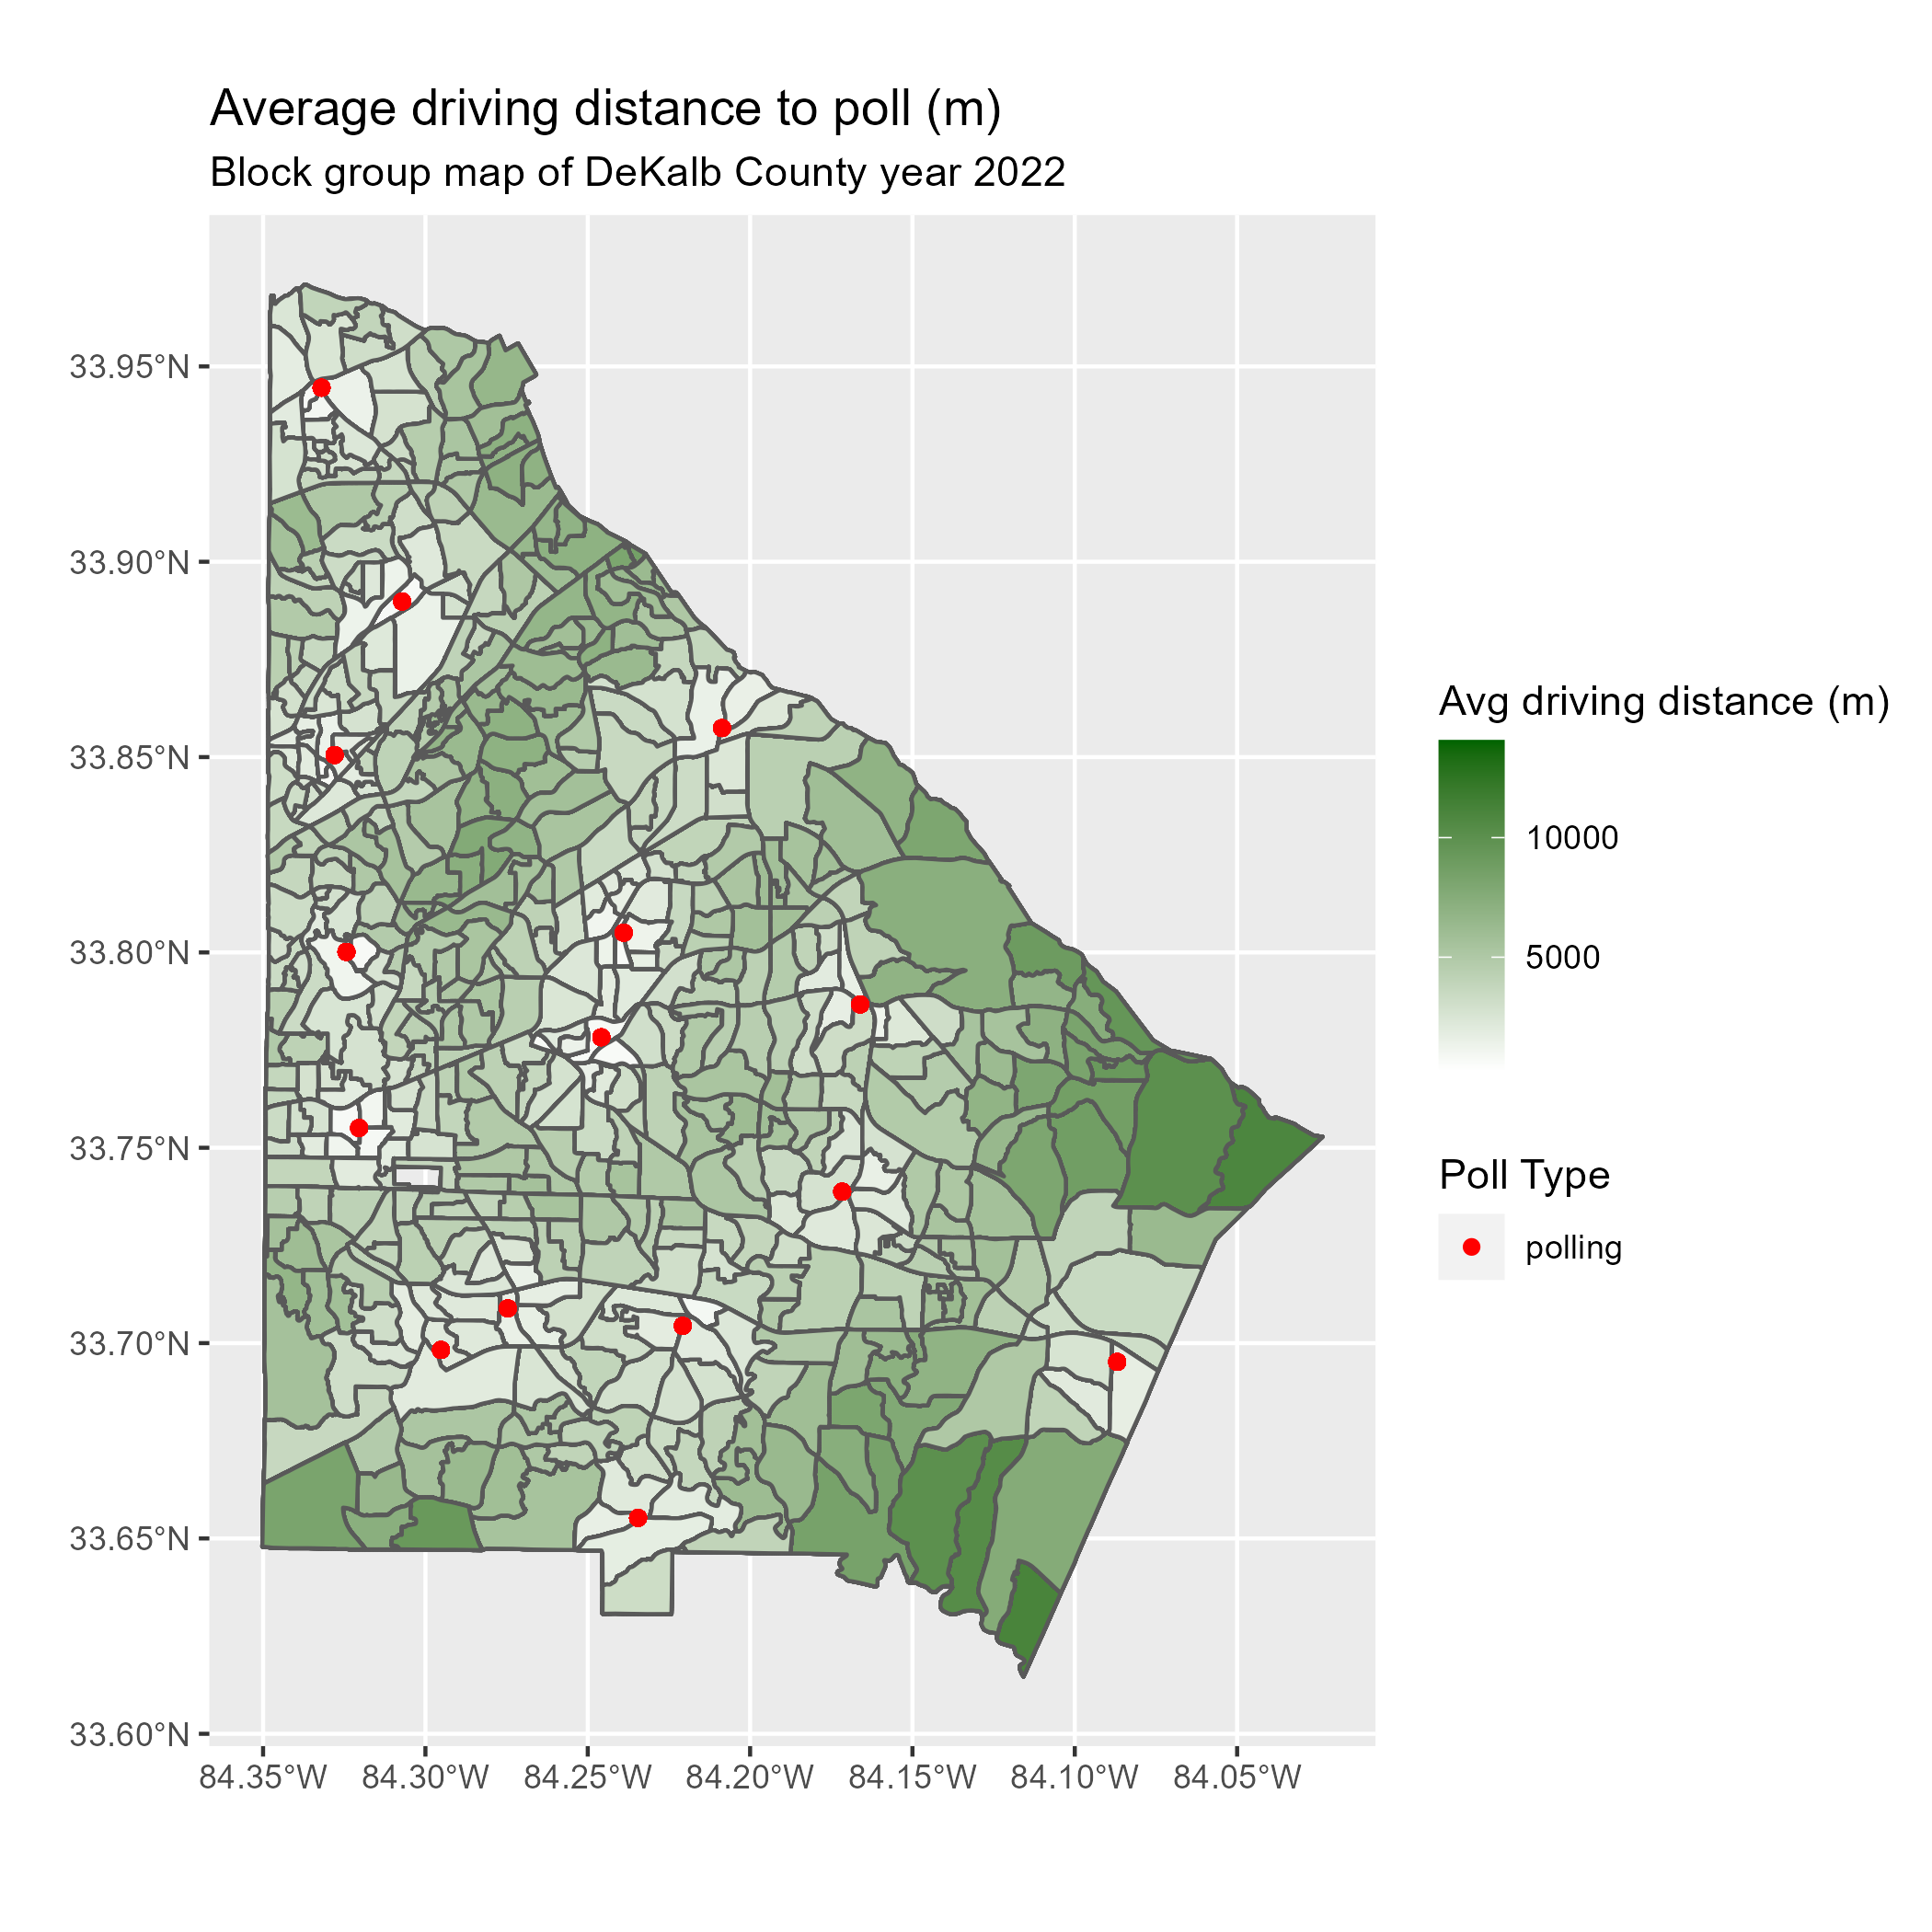 Average driving distance to poll (m)
Block group map of DeKalb County year 2022
33.95°N
33.90°N
33.85°N
33.80°N
33.75°N
33.70°N
33.65°N
33.60°N
84.35°W 84.30°W 84.25°W 84.20°W 84.15°W 84.10°W 84.05°W
Avg driving distance (m)
10000
5000
Poll Type
polling